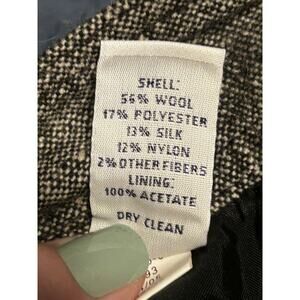 SHELL:
56% WOOL
17% POLYESTER
13% SILK
12% NYLON
2% OTHER FIBERS
LINING:
100% ACETATE
DRY CLEAN